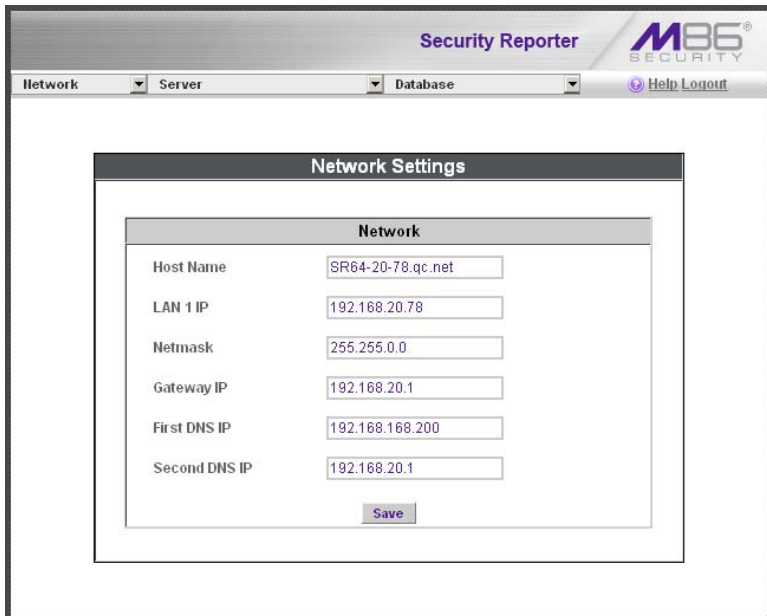 Security Reporter
M86®
SECURITY
Network Server Database Help Logout
Network Settings
Network
Host Name SR64-20-78.qc.net
LAN 1 IP 192.168.20.78
Netmask 255.255.0.0
Gateway IP 192.168.20.1
First DNS IP 192.168.168.200
Second DNS IP 192.168.20.1
Save